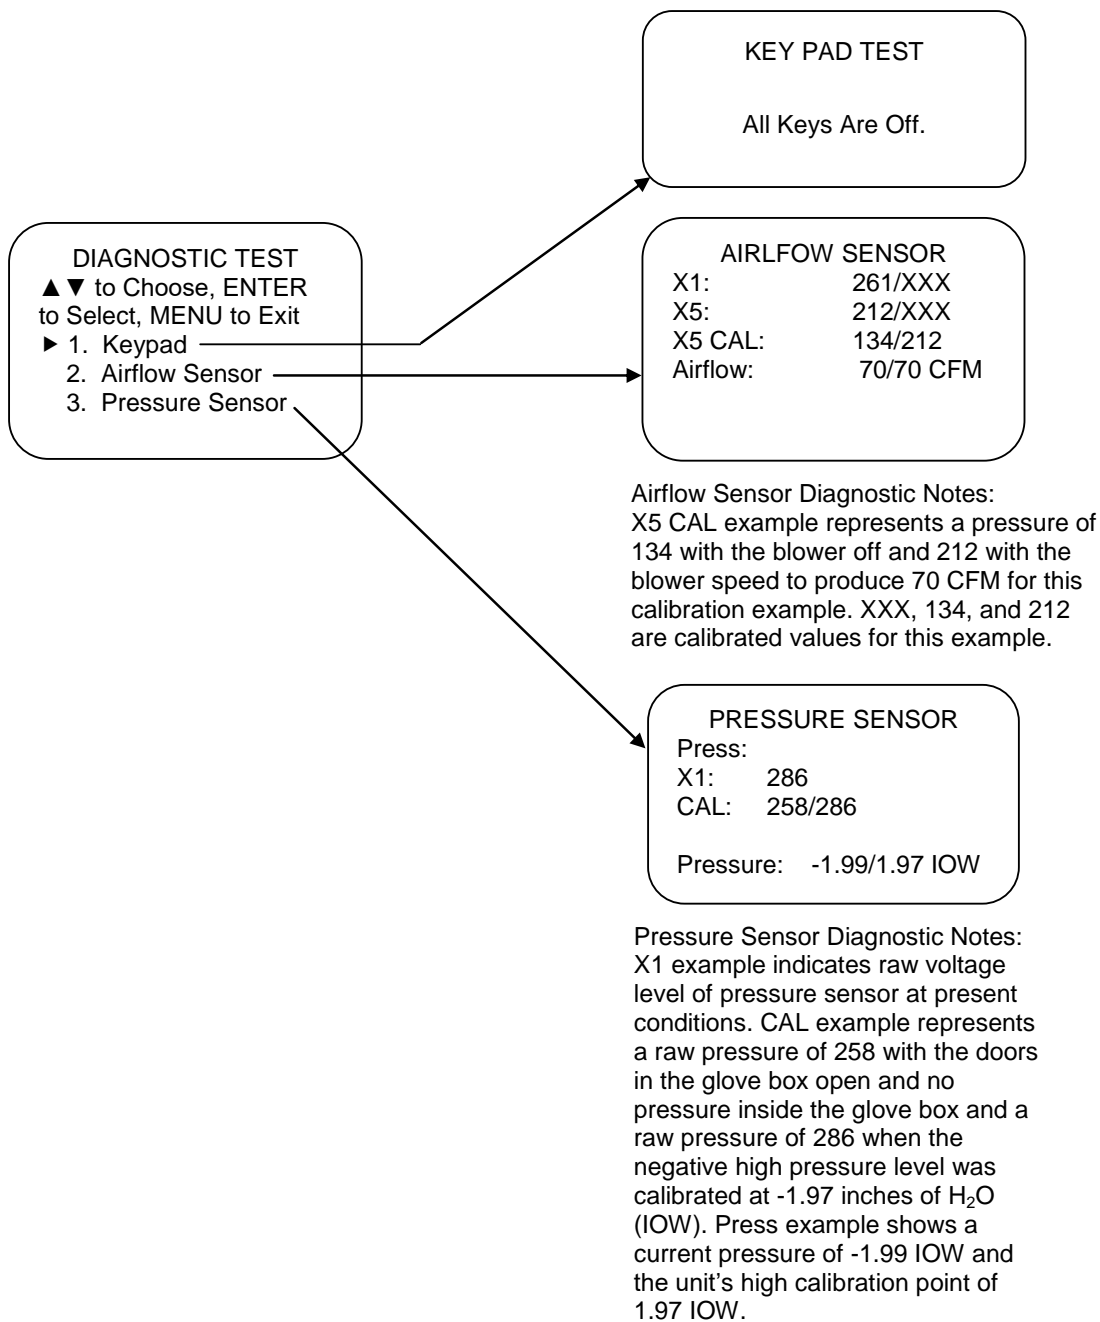 KEY PAD TEST
All Keys Are Off.
DIAGNOSTIC TEST
▲▼ to Choose, ENTER
to Select, MENU to Exit
▶ 1. Keypad
2. Airflow Sensor
3. Pressure Sensor
AIRLFOW SENSOR
X1: 261/XXX
X5: 212/XXX
X5 CAL: 134/212
Airflow: 70/70 CFM
Airflow Sensor Diagnostic Notes:
X5 CAL example represents a pressure of
134 with the blower off and 212 with the
blower speed to produce 70 CFM for this
calibration example. XXX, 134, and 212
are calibrated values for this example.
PRESSURE SENSOR
Press:
X1: 286
CAL: 258/286
Pressure: -1.99/1.97 IOW
Pressure Sensor Diagnostic Notes:
X1 example indicates raw voltage
level of pressure sensor at present
conditions. CAL example represents
a raw pressure of 258 with the doors
in the glove box open and no
pressure inside the glove box and a
raw pressure of 286 when the
negative high pressure level was
calibrated at -1.97 inches of H₂O
(IOW). Press example shows a
current pressure of -1.99 IOW and
the unit’s high calibration point of
1.97 IOW.